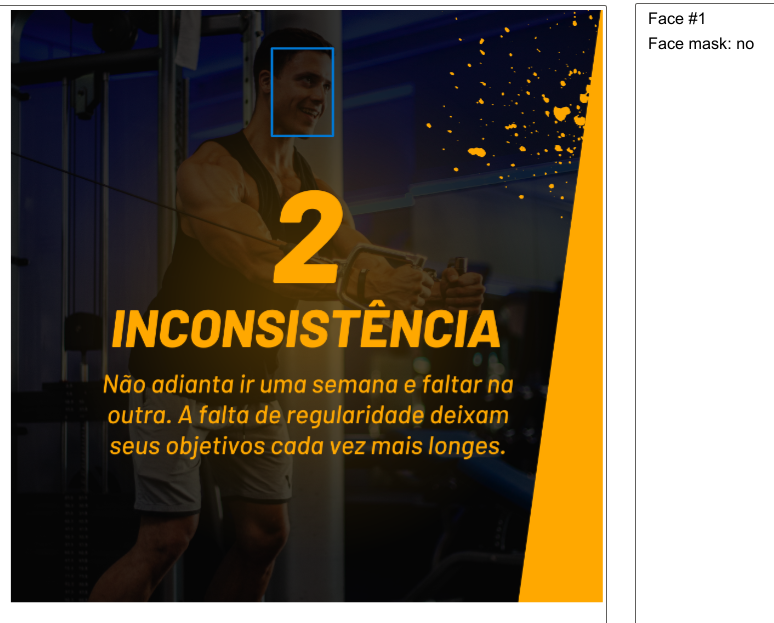 2
INCONSISTÊNCIA
Não adianta ir uma semana e faltar na
outra. A falta de regularidade deixam
seus objetivos cada vez mais longes.
Face #1
Face mask: no